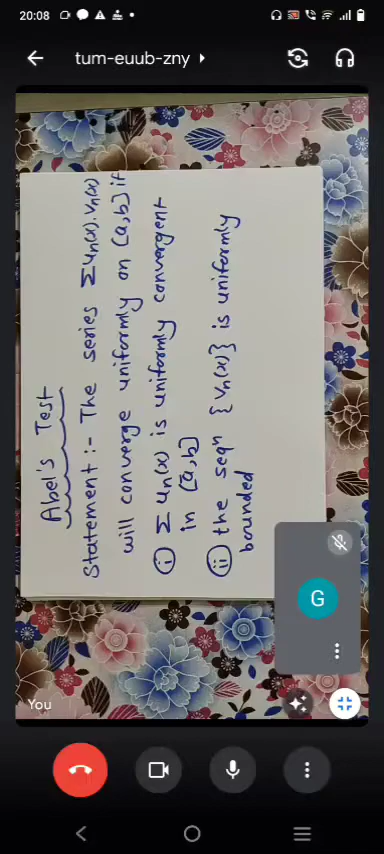 20:08
tum-euub-zny
Abel's Test
Statement :- The series Σun(x).vn(x)
will converge uniformly on [a,b] if
(i) Σ un(x) is uniformly convergent
in [a,b]
(ii) the seqn {vn(x)} is uniformly
bounded
G
You